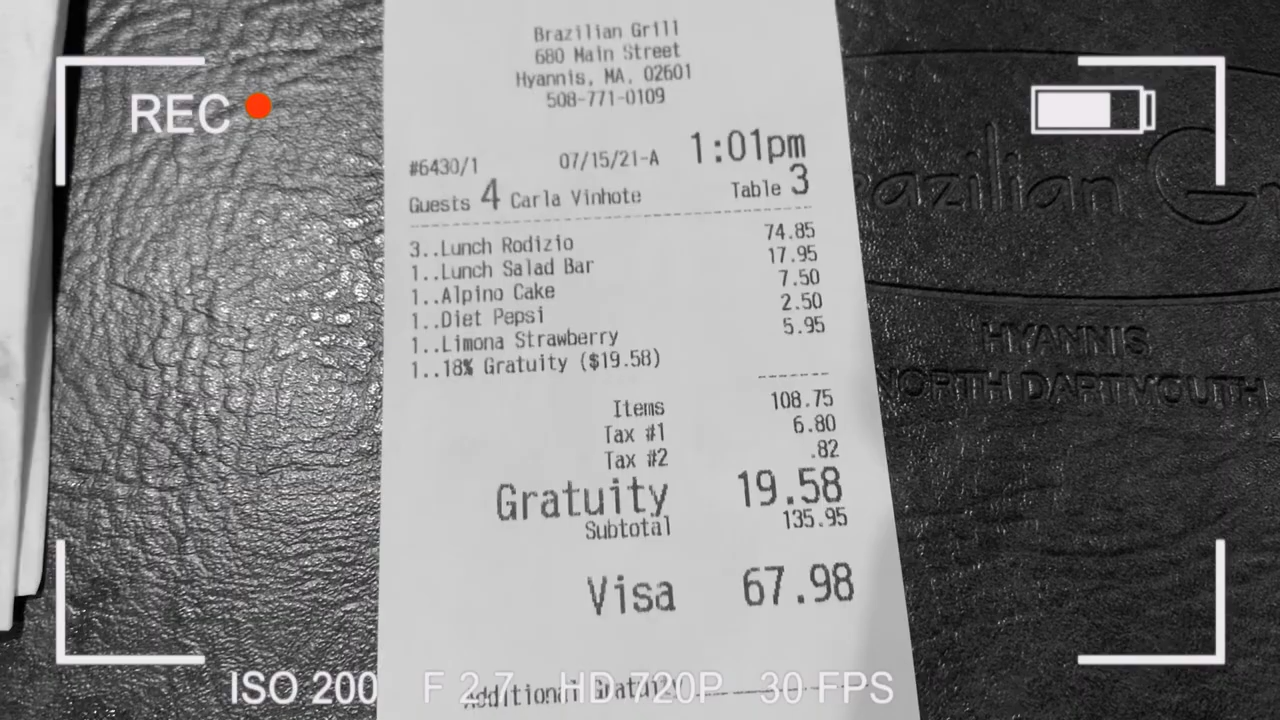 REC
Brazilian Grill
680 Main Street
Hyannis, MA, 02601
508-771-0109
#6430/1 07/15/21-A 1:01pm
Guests 4 Carla Vinhote Table 3
3..Lunch Rodizio 74.85
1..Lunch Salad Bar 17.95
1..Alpino Cake 7.50
1..Diet Pepsi 2.50
1..Limona Strawberry 5.95
1..18% Gratuity ($19.58)
Items 108.75
Tax #1 6.80
Tax #2 .82
Gratuity 19.58
Subtotal 135.95
Visa 67.98
Additional Gratuity
ISO 200 F 2.7 HD 720P 30 FPS
Brazilian
HYANNIS
NORTH DARTMOUTH